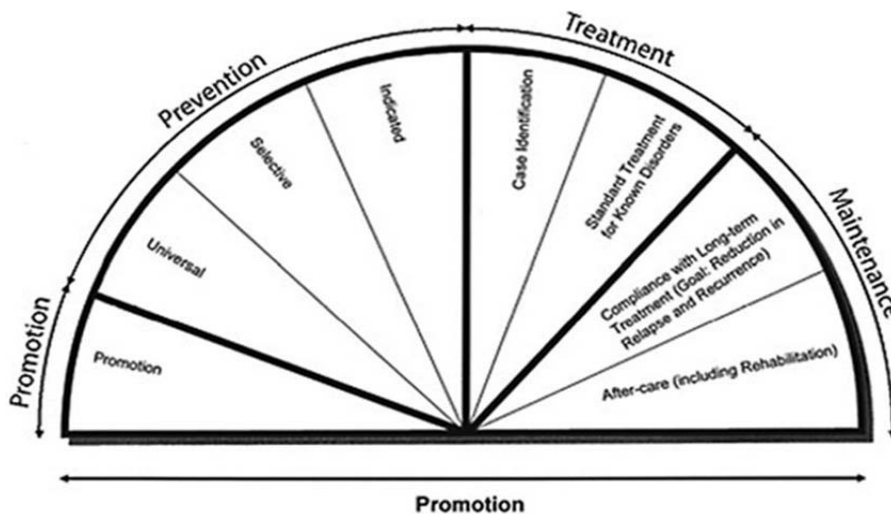 Promotion
Prevention
Treatment
Maintenance
Promotion
Universal
Selective
Indicated
Case Identification
Standard Treatment
for Known Disorders
Compliance with Long-term
Treatment (Goal: Reduction in
Relapse and Recurrence)
After-care (including Rehabilitation)
Promotion